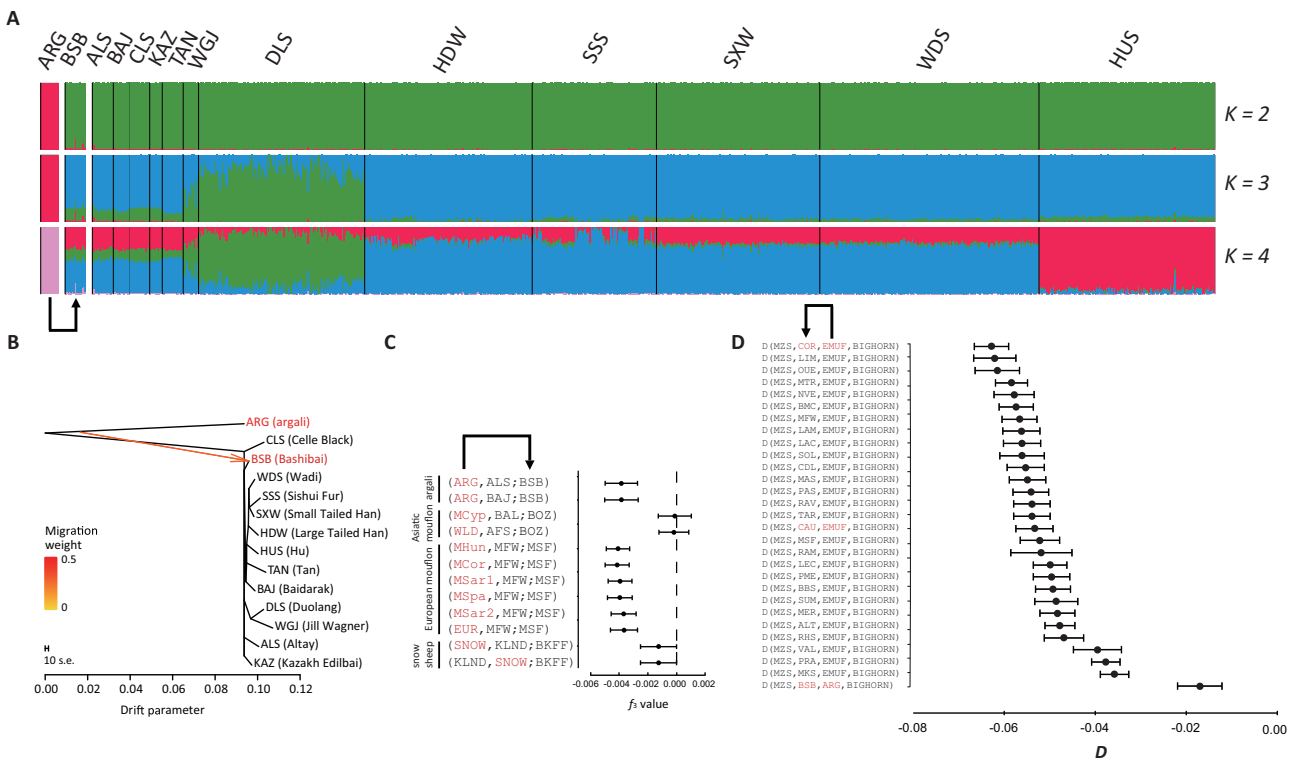 A
ARG BSB ALS BAJ CLS KAZ TAN WGJ DLS HDW SSS SXW WDS HUS
K = 2
K = 3
K = 4
B
ARG (argali)
CLS (Celle Black)
BSB (Bashibai)
WDS (Wadi)
SSS (Sishui Fur)
SXW (Small Tailed Han)
HDW (Large Tailed Han)
HUS (Hu)
TAN (Tan)
BAJ (Baidarak)
DLS (Duolang)
WGJ (Jill Wagner)
ALS (Altay)
KAZ (Kazakh Edilbai)
Migration
weight
0.5
0
10 s.e.
0.00 0.02 0.04 0.06 0.08 0.10 0.12
Drift parameter
C
argali
(ARG,ALS;BSB)
(ARG,BAJ;BSB)
Asiatic
mouflon
(MCyp,BAL;BOZ)
(WLD,AFS;BOZ)
European mouflon
(MHun,MFW;MSF)
(MCor,MFW;MSF)
(MSar1,MFW;MSF)
(MSpa,MFW;MSF)
(MSar2,MFW;MSF)
(EUR,MFW;MSF)
snow
sheep
(SNOW,KLND;BKFF)
(KLND,SNOW;BKFF)
-0.006 -0.004 -0.002 0.000 0.002
f3 value
D
D(MZS,COR,EMUF,BIGHORN)
D(MZS,LIM,EMUF,BIGHORN)
D(MZS,OUE,EMUF,BIGHORN)
D(MZS,MTR,EMUF,BIGHORN)
D(MZS,NVE,EMUF,BIGHORN)
D(MZS,BMC,EMUF,BIGHORN)
D(MZS,MFW,EMUF,BIGHORN)
D(MZS,LAM,EMUF,BIGHORN)
D(MZS,LAC,EMUF,BIGHORN)
D(MZS,SOL,EMUF,BIGHORN)
D(MZS,CDL,EMUF,BIGHORN)
D(MZS,MAS,EMUF,BIGHORN)
D(MZS,PAS,EMUF,BIGHORN)
D(MZS,RAV,EMUF,BIGHORN)
D(MZS,TAR,EMUF,BIGHORN)
D(MZS,CAU,EMUF,BIGHORN)
D(MZS,MSF,EMUF,BIGHORN)
D(MZS,RAM,EMUF,BIGHORN)
D(MZS,LEC,EMUF,BIGHORN)
D(MZS,PME,EMUF,BIGHORN)
D(MZS,BBS,EMUF,BIGHORN)
D(MZS,SUM,EMUF,BIGHORN)
D(MZS,MER,EMUF,BIGHORN)
D(MZS,ALT,EMUF,BIGHORN)
D(MZS,RHS,EMUF,BIGHORN)
D(MZS,VAL,EMUF,BIGHORN)
D(MZS,PRA,EMUF,BIGHORN)
D(MZS,MKS,EMUF,BIGHORN)
D(MZS,BSB,ARG,BIGHORN)
-0.08 -0.06 -0.04 -0.02 0.00
D